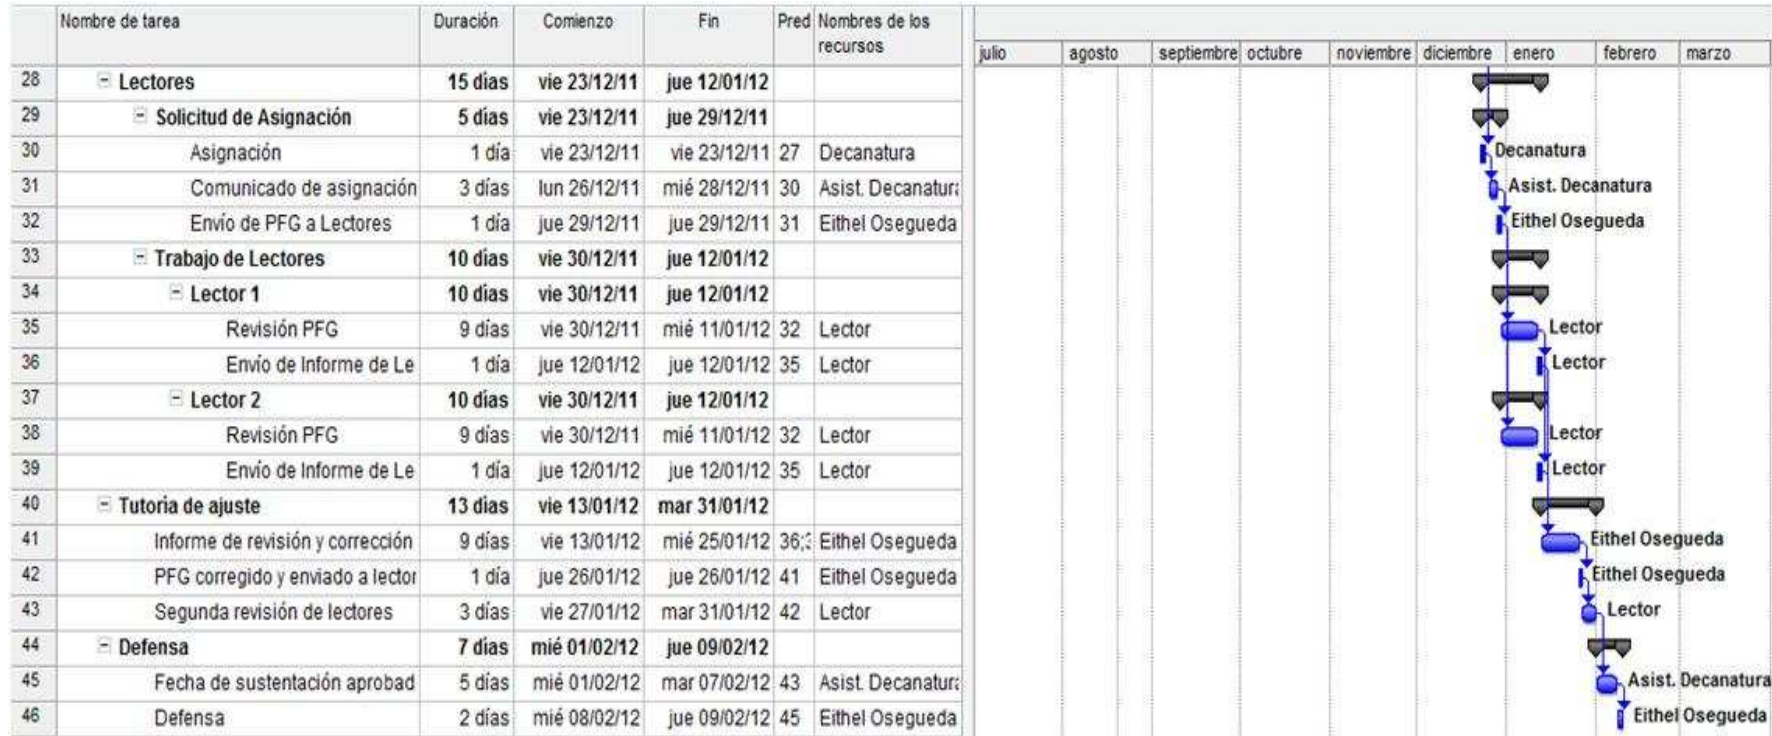 Nombre de tarea Duración Comienzo Fin Pred Nombres de los
recursos
julio agosto septiembre octubre noviembre diciembre enero febrero marzo
28 Lectores 15 días vie 23/12/11 jue 12/01/12
29 Solicitud de Asignación 5 días vie 23/12/11 jue 29/12/11
30 Asignación 1 día vie 23/12/11 vie 23/12/11 27 Decanatura Decanatura
31 Comunicado de asignación 3 días lun 26/12/11 mié 28/12/11 30 Asist. Decanatura Asist. Decanatura
32 Envío de PFG a Lectores 1 día jue 29/12/11 jue 29/12/11 31 Eithel Osegueda Eithel Osegueda
33 Trabajo de Lectores 10 días vie 30/12/11 jue 12/01/12
34 Lector 1 10 días vie 30/12/11 jue 12/01/12
35 Revisión PFG 9 días vie 30/12/11 mié 11/01/12 32 Lector Lector
36 Envío de Informe de Le 1 día jue 12/01/12 jue 12/01/12 35 Lector Lector
37 Lector 2 10 días vie 30/12/11 jue 12/01/12
38 Revisión PFG 9 días vie 30/12/11 mié 11/01/12 32 Lector Lector
39 Envío de Informe de Le 1 día jue 12/01/12 jue 12/01/12 35 Lector Lector
40 Tutoria de ajuste 13 días vie 13/01/12 mar 31/01/12
41 Informe de revisión y corrección 9 días vie 13/01/12 mié 25/01/12 36;3 Eithel Osegueda Eithel Osegueda
42 PFG corregido y enviado a lector 1 día jue 26/01/12 jue 26/01/12 41 Eithel Osegueda Eithel Osegueda
43 Segunda revisión de lectores 3 días vie 27/01/12 mar 31/01/12 42 Lector Lector
44 Defensa 7 días mié 01/02/12 jue 09/02/12
45 Fecha de sustentación aprobad 5 días mié 01/02/12 mar 07/02/12 43 Asist. Decanatura Asist. Decanatura
46 Defensa 2 días mié 08/02/12 jue 09/02/12 45 Eithel Osegueda Eithel Osegueda